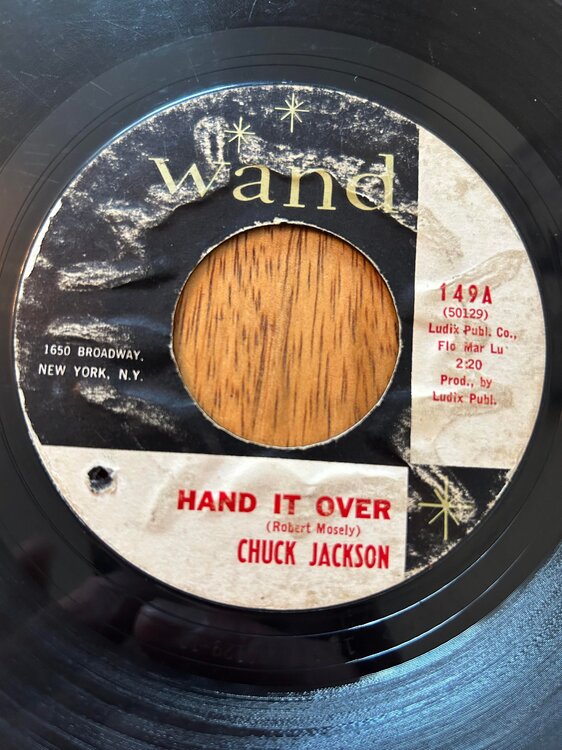 wand
149A
(50129)
Ludix Publ. Co.,
Flo Mar Lu
2:20
Prod., by
Ludix Publ.
1650 BROADWAY,
NEW YORK, N.Y.
HAND IT OVER
(Robert Mosely)
CHUCK JACKSON